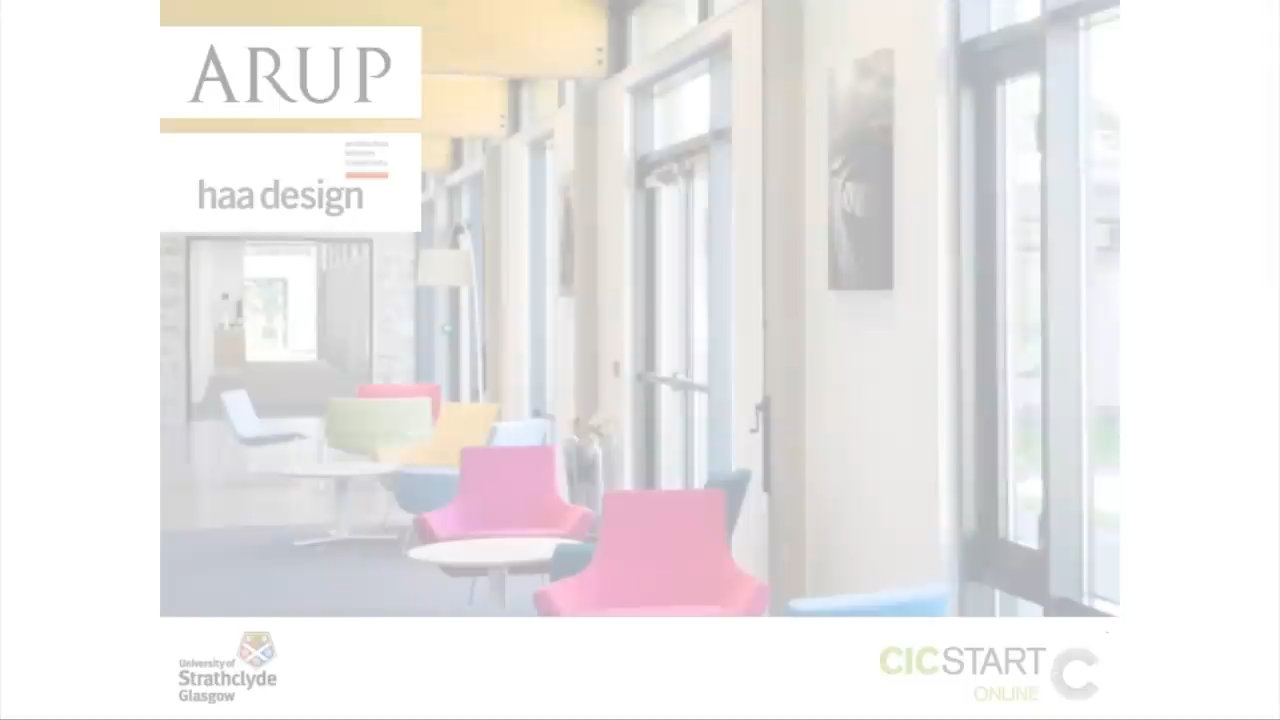 ARUP
haa design
University of
Strathclyde
Glasgow
CICSTART
ONLINE